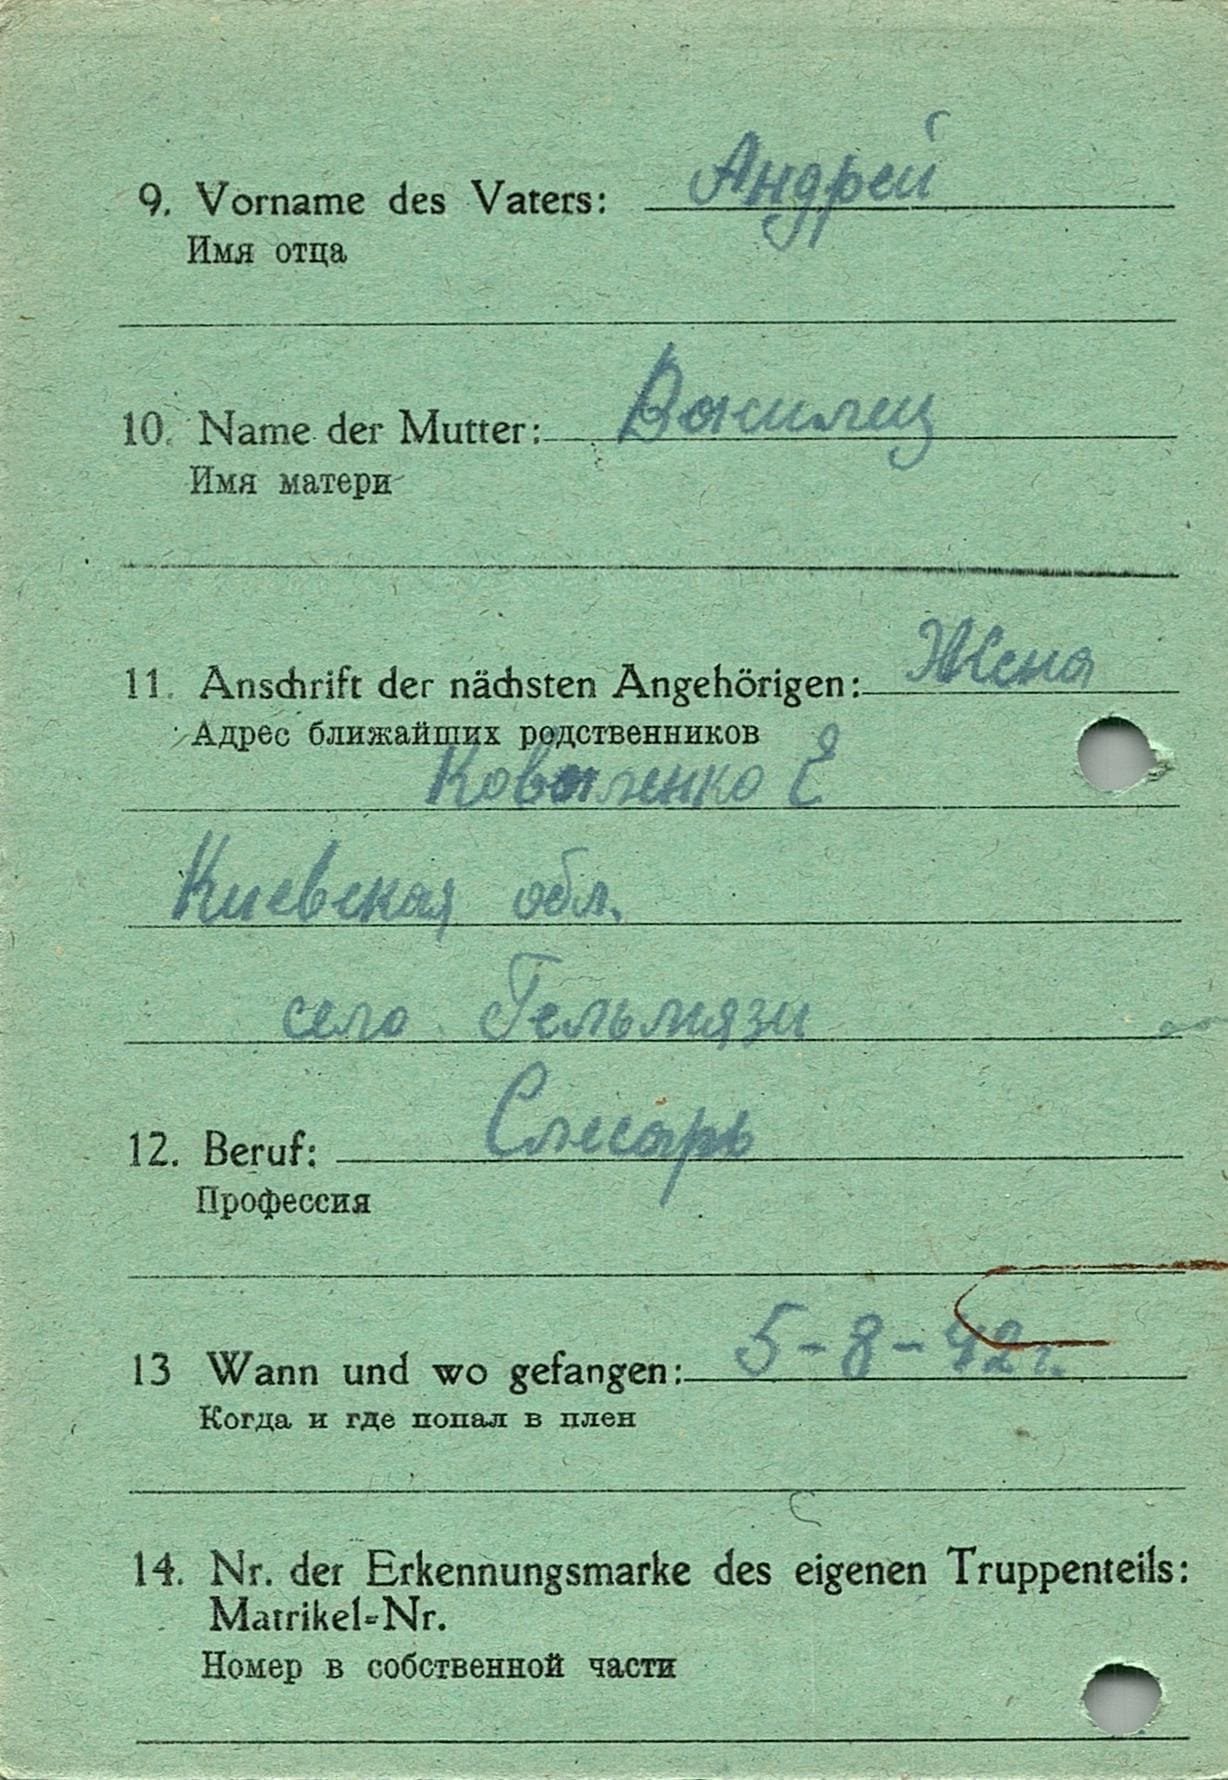 9. Vorname des Vaters: Андрей
Имя отца
10. Name der Mutter:
Имя матери
11. Anschrift der nächsten Angehörigen: Жена
Адрес ближайших родственников
Коваленко Е
Киевская обл.
село Гельмязи
12. Beruf: Слесарь
Профессия
13 Wann und wo gefangen: 5-8-42г.
Когда и где попал в плен
14. Nr. der Erkennungsmarke des eigenen Truppenteils:
Matrikel-Nr.
Номер в собственной части